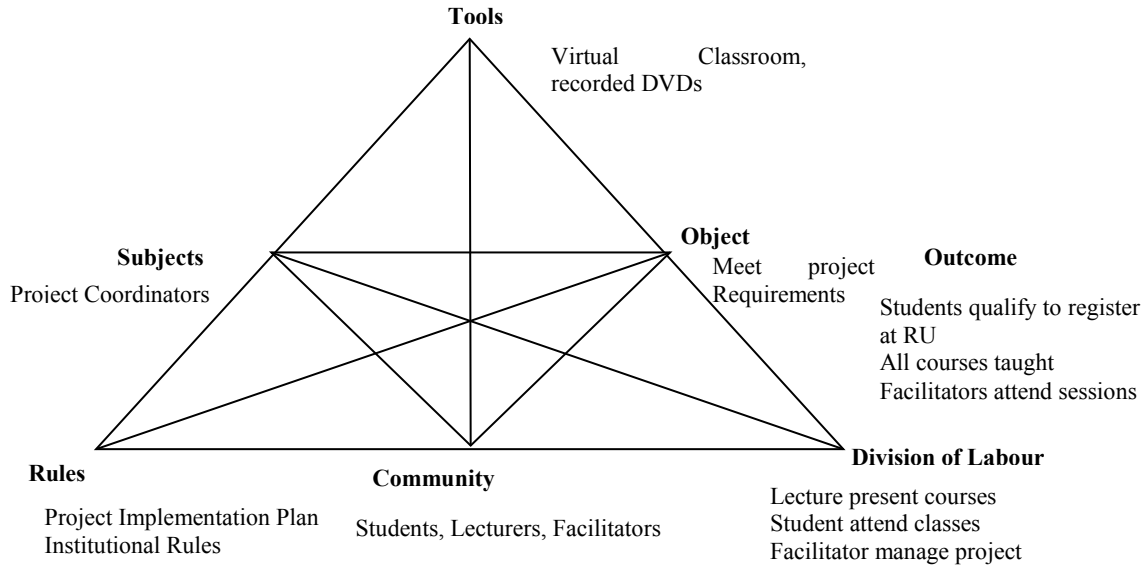 Tools
Virtual Classroom,
recorded DVDs
Subjects
Project Coordinators
Object
Meet project
Requirements
Outcome
Students qualify to register
at RU
All courses taught
Facilitators attend sessions
Rules
Project Implementation Plan
Institutional Rules
Community
Students, Lecturers, Facilitators
Division of Labour
Lecture present courses
Student attend classes
Facilitator manage project